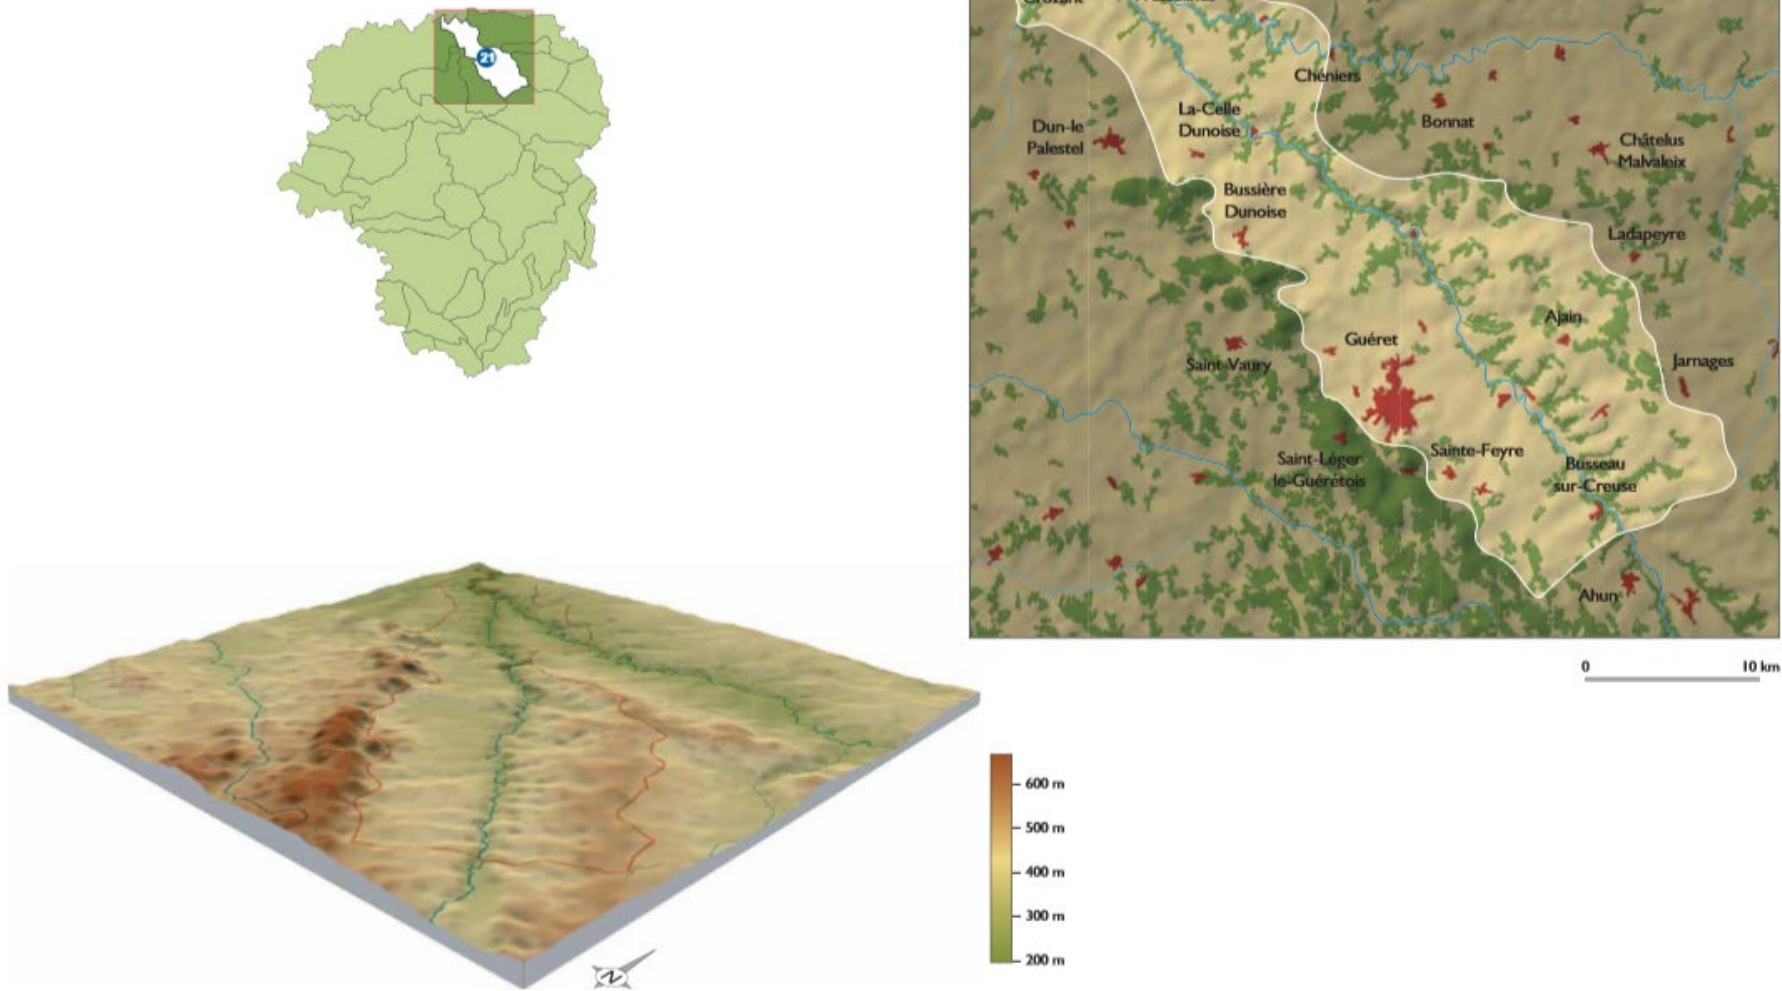 21
Crozant
Chéniers
La-Celle
Dunoise
Bonnat
Dun-le
Palestel
Châtelus
Malvaleix
Bussière
Dunoise
Ladapeyre
Ajain
Guéret
Saint-Vaury
Jarnages
Sainte-Feyre
Saint-Léger
le-Guérétois
Busseau
sur-Creuse
Ahun
0 10 km
600 m
500 m
400 m
300 m
200 m
N